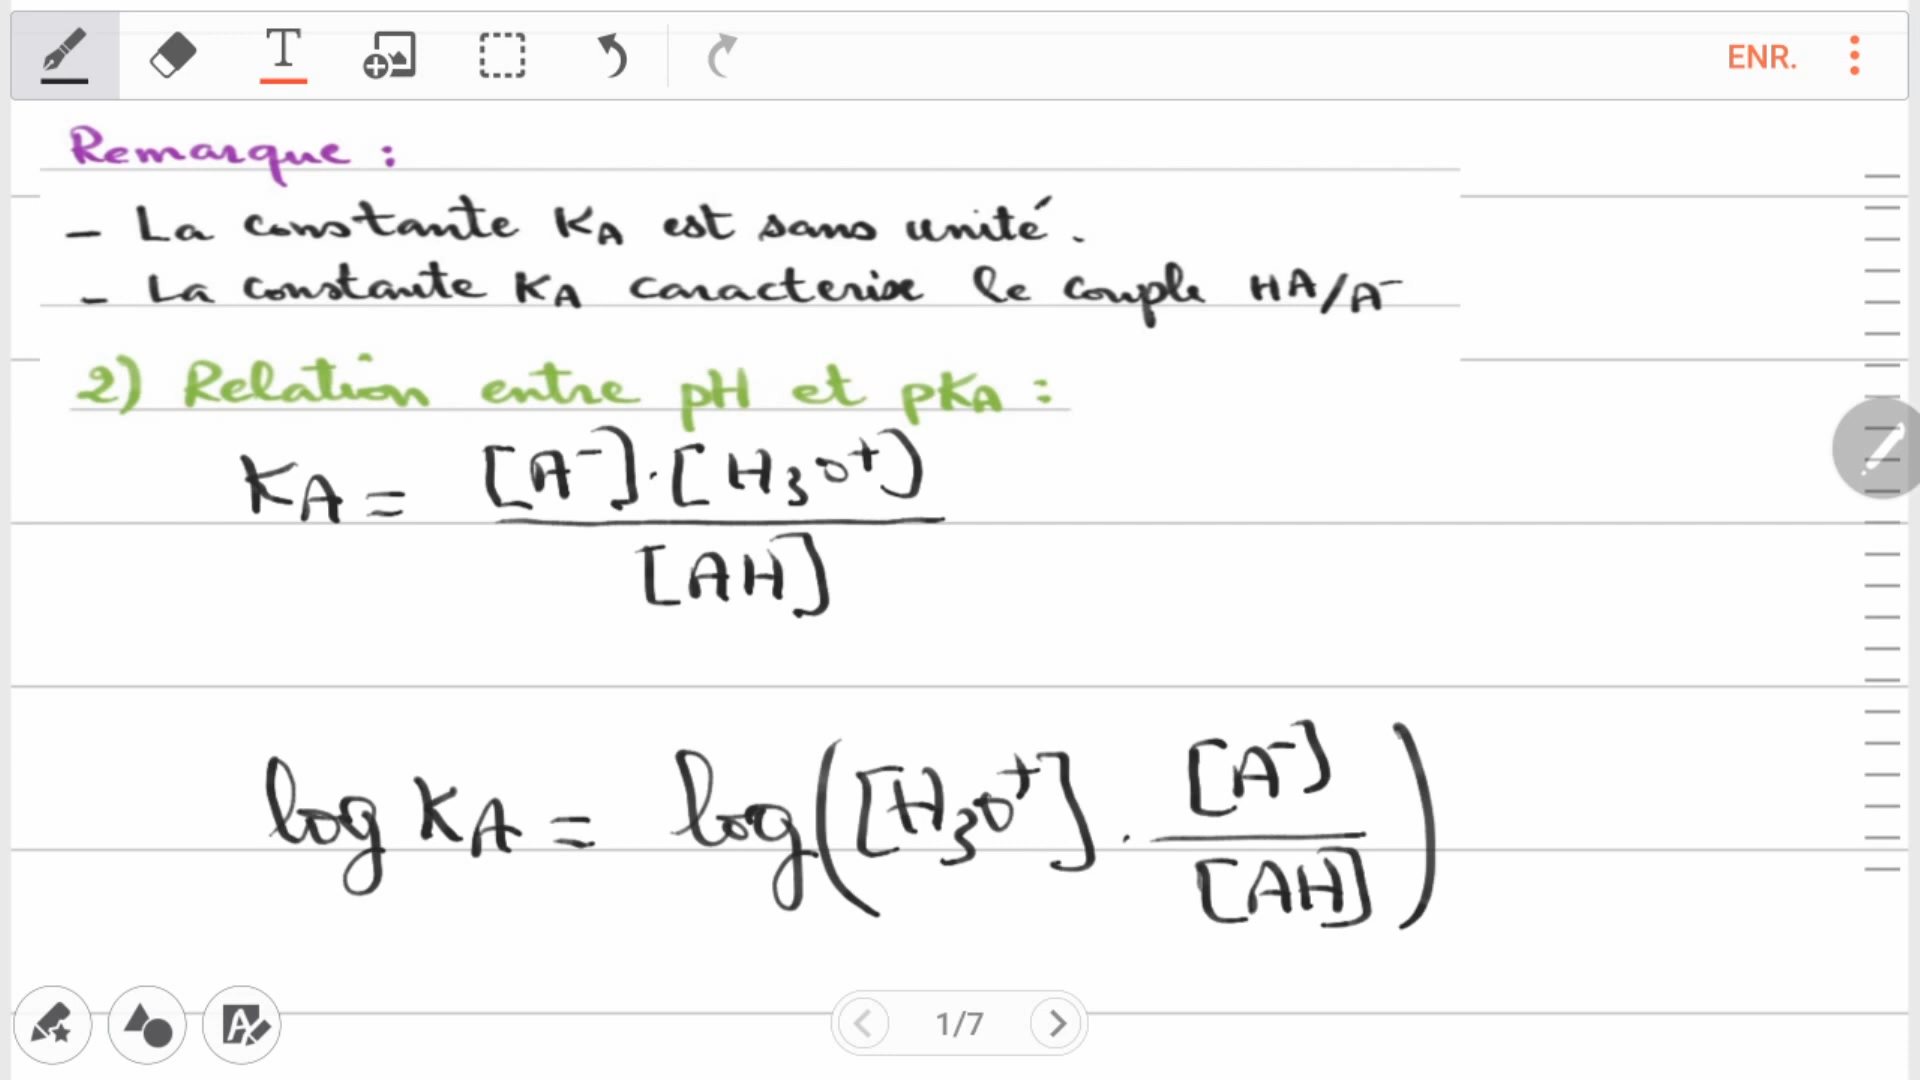 T ENR.
Remarque :
- La constante KA est sans unité.
- La constante KA caracterise le couple HA/A⁻
2) Relation entre pH et pKA :
KA = [A⁻]·[H₃O⁺] / [AH]
log KA = log([H₃O⁺] · [A⁻] / [AH])
1/7